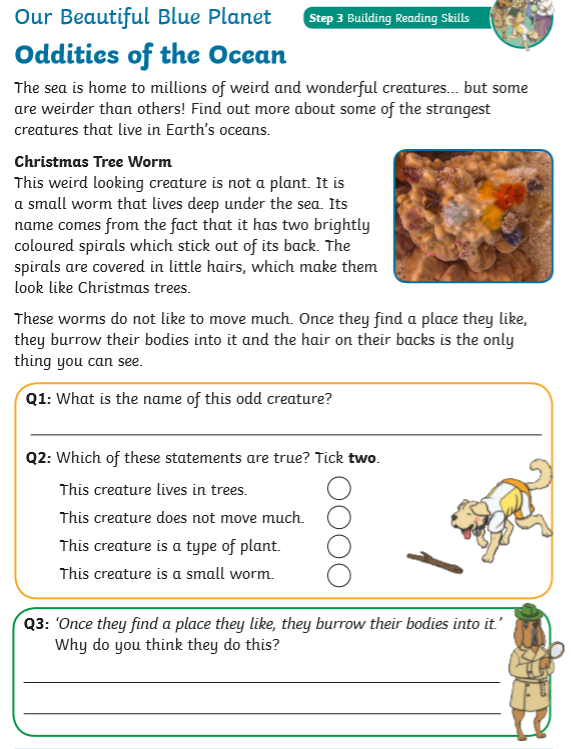 Our Beautiful Blue Planet
Step 3 Building Reading Skills
Oddities of the Ocean
The sea is home to millions of weird and wonderful creatures... but some
are weirder than others! Find out more about some of the strangest
creatures that live in Earth's oceans.
Christmas Tree Worm
This weird looking creature is not a plant. It is
a small worm that lives deep under the sea. Its
name comes from the fact that it has two brightly
coloured spirals which stick out of its back. The
spirals are covered in little hairs, which make them
look like Christmas trees.
These worms do not like to move much. Once they find a place they like,
they burrow their bodies into it and the hair on their backs is the only
thing you can see.
Q1: What is the name of this odd creature?
Q2: Which of these statements are true? Tick two.
This creature lives in trees.
This creature does not move much.
This creature is a type of plant.
This creature is a small worm.
Q3: ‘Once they find a place they like, they burrow their bodies into it.’
Why do you think they do this?